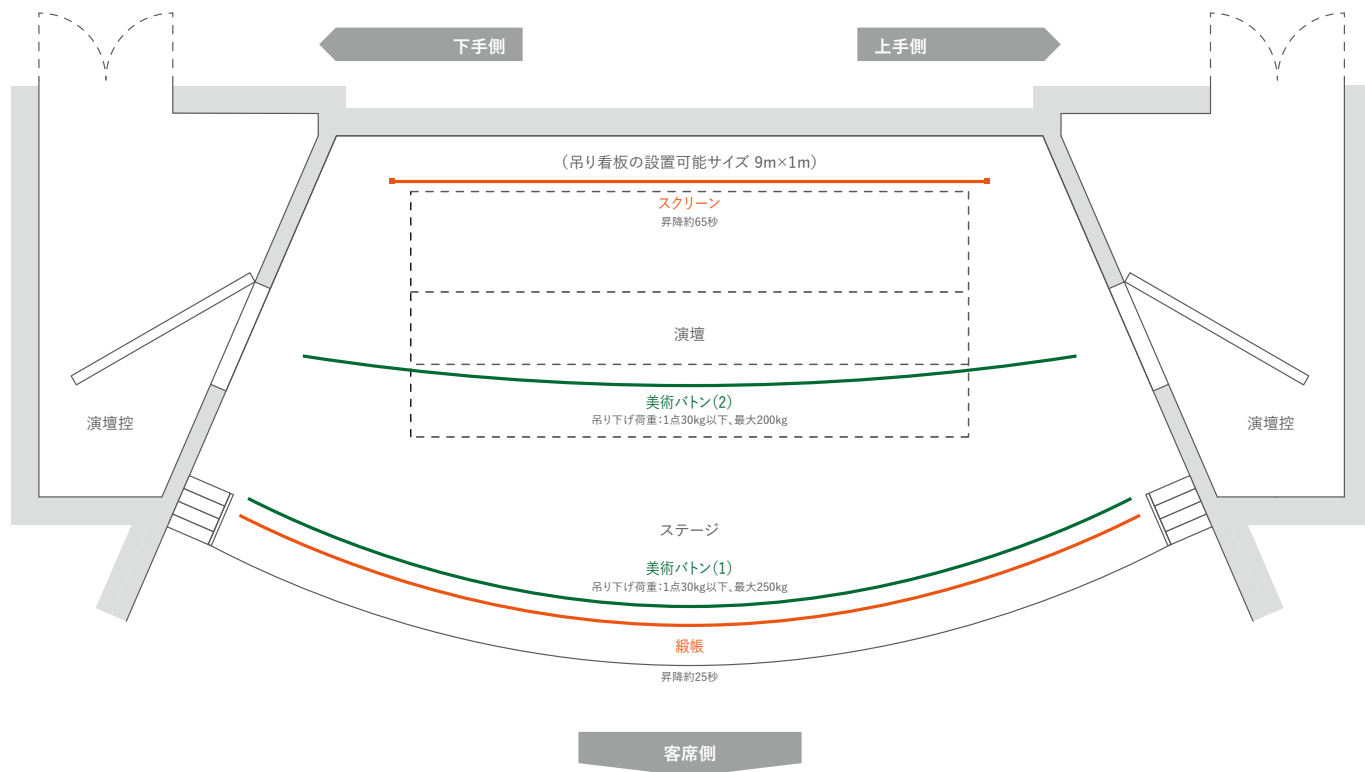 下手側
上手側
(吊り看板の設置可能サイズ 9m×1m)
スクリーン
昇降約65秒
演壇
美術バトン(2)
吊り下げ荷重:1点30kg以下、最大200kg
演壇控
演壇控
ステージ
美術バトン(1)
吊り下げ荷重:1点30kg以下、最大250kg
緞帳
昇降約25秒
客席側